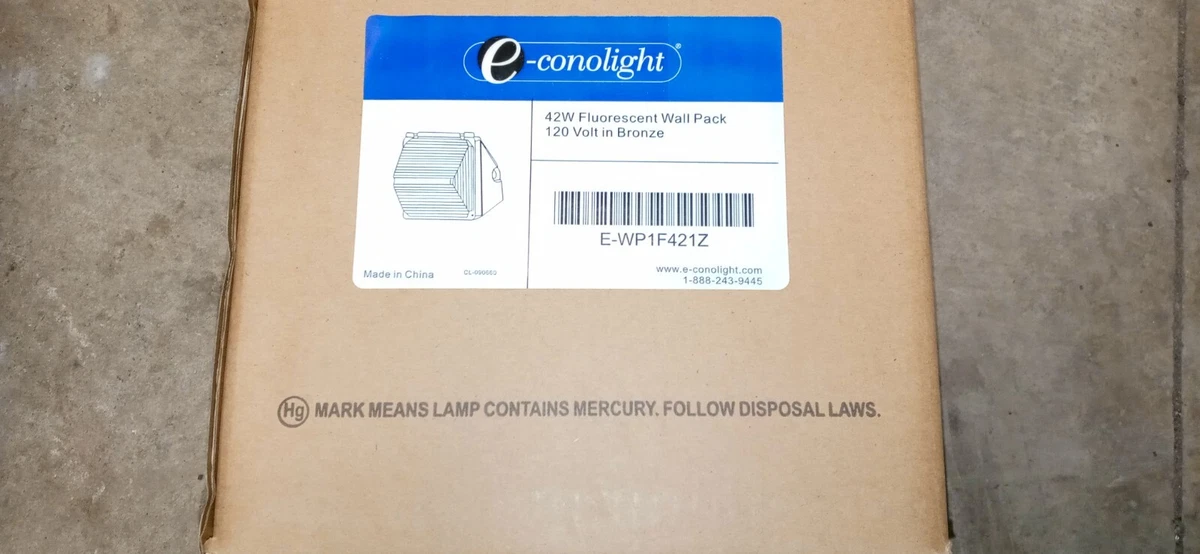 e-conolight®
42W Fluorescent Wall Pack
120 Volt in Bronze
E-WP1F421Z
www.e-conolight.com
1-888-243-9445
Made in China
Hg MARK MEANS LAMP CONTAINS MERCURY. FOLLOW DISPOSAL LAWS.